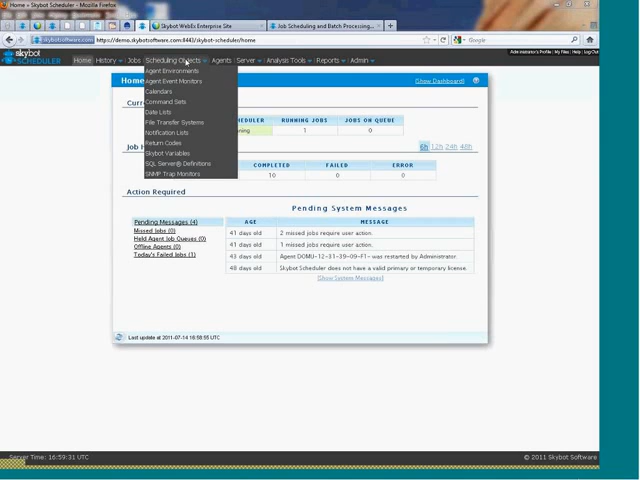 Home » Skybot Scheduler - Mozilla Firefox
Skybot WebEx Enterprise Site
Job Scheduling and Batch Processing...
skybotsoftware.com
https://demo.skybotsoftware.com:8443/skybot-scheduler/home
Google
skybot
SCHEDULER
Home
History
Jobs
Scheduling Objects
Agents
Server
Analysis Tools
Reports
Admin
Administrator's Profile | My Files | Help | Log Out
Agent Environments
Agent Event Monitors
Calendars
Command Sets
Date Lists
File Transfer Systems
Notification Lists
Return Codes
Skybot Variables
SQL Server® Definitions
SNMP Trap Monitors
(Show Dashboard)
RUNNING JOBS
JOBS ON QUEUE
1
0
Job H
6h 12h 24h 48h
COMPLETED
FAILED
ERROR
10
0
0
Action Required
Pending System Messages
Pending Messages (4)
Missed Jobs (0)
Held Agent Job Queues (0)
Offline Agents (0)
Today's Failed Jobs (1)
AGE
MESSAGE
41 days old
2 missed jobs require user action.
41 days old
1 missed jobs require user action.
43 days old
Agent DOMU-12-31-39-09-F1- was restarted by Administrator.
48 days old
Skybot Scheduler does not have a valid primary or temporary license.
(Show System Messages)
Last update at 2011-07-14 16:58:55 UTC
Server Time: 16:59:31 UTC
© 2011 Skybot Software